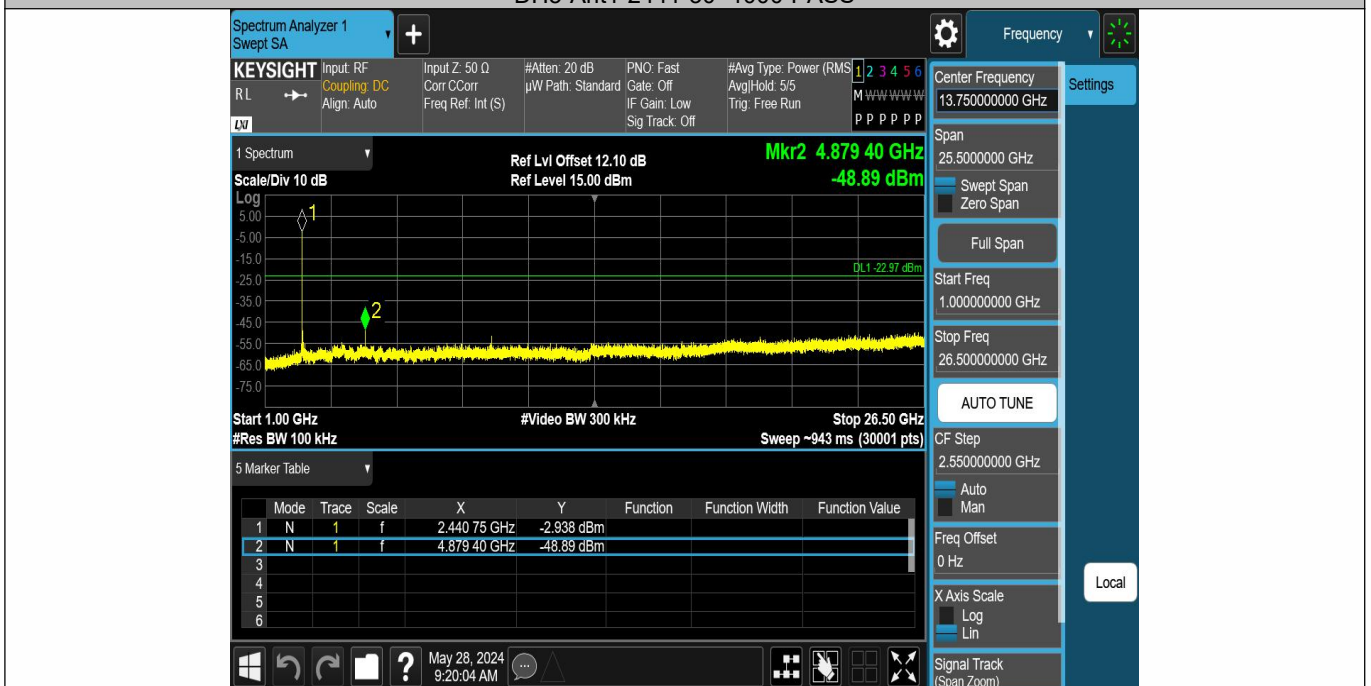 Spectrum Analyzer 1
Swept SA
+
Frequency
KEYSIGHT
RL
LXI
Input: RF
Coupling: DC
Align: Auto
Input Z: 50 Ω
Corr CCorr
Freq Ref: Int (S)
#Atten: 20 dB
µW Path: Standard
PNO: Fast
Gate: Off
IF Gain: Low
Sig Track: Off
#Avg Type: Power (RMS
Avg|Hold: 5/5
Trig: Free Run
1 2 3 4 5 6
M W W W W W
P P P P P P
1 Spectrum
Scale/Div 10 dB
Ref Lvl Offset 12.10 dB
Ref Level 15.00 dBm
Mkr2 4.879 40 GHz
-48.89 dBm
Log
5.00
-5.00
-15.0
-25.0
-35.0
-45.0
-55.0
-65.0
-75.0
1
2
DL1 -22.97 dBm
Start 1.00 GHz
#Video BW 300 kHz
Stop 26.50 GHz
#Res BW 100 kHz
Sweep ~943 ms (30001 pts)
5 Marker Table
Mode Trace Scale X Y Function Function Width Function Value
1 N 1 f 2.440 75 GHz -2.938 dBm
2 N 1 f 4.879 40 GHz -48.89 dBm
3
4
5
6
?
May 28, 2024
9:20:04 AM
Center Frequency
13.750000000 GHz
Settings
Span
25.5000000 GHz
Swept Span
Zero Span
Full Span
Start Freq
1.000000000 GHz
Stop Freq
26.500000000 GHz
AUTO TUNE
CF Step
2.550000000 GHz
Auto
Man
Freq Offset
0 Hz
X Axis Scale
Log
Lin
Local
Signal Track
(Span Zoom)